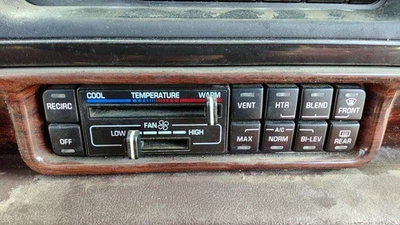 RECIRC COOL TEMPERATURE WARM VENT HTR BLEND FRONT
OFF LOW FAN HIGH MAX A/C NORM BI-LEV REAR